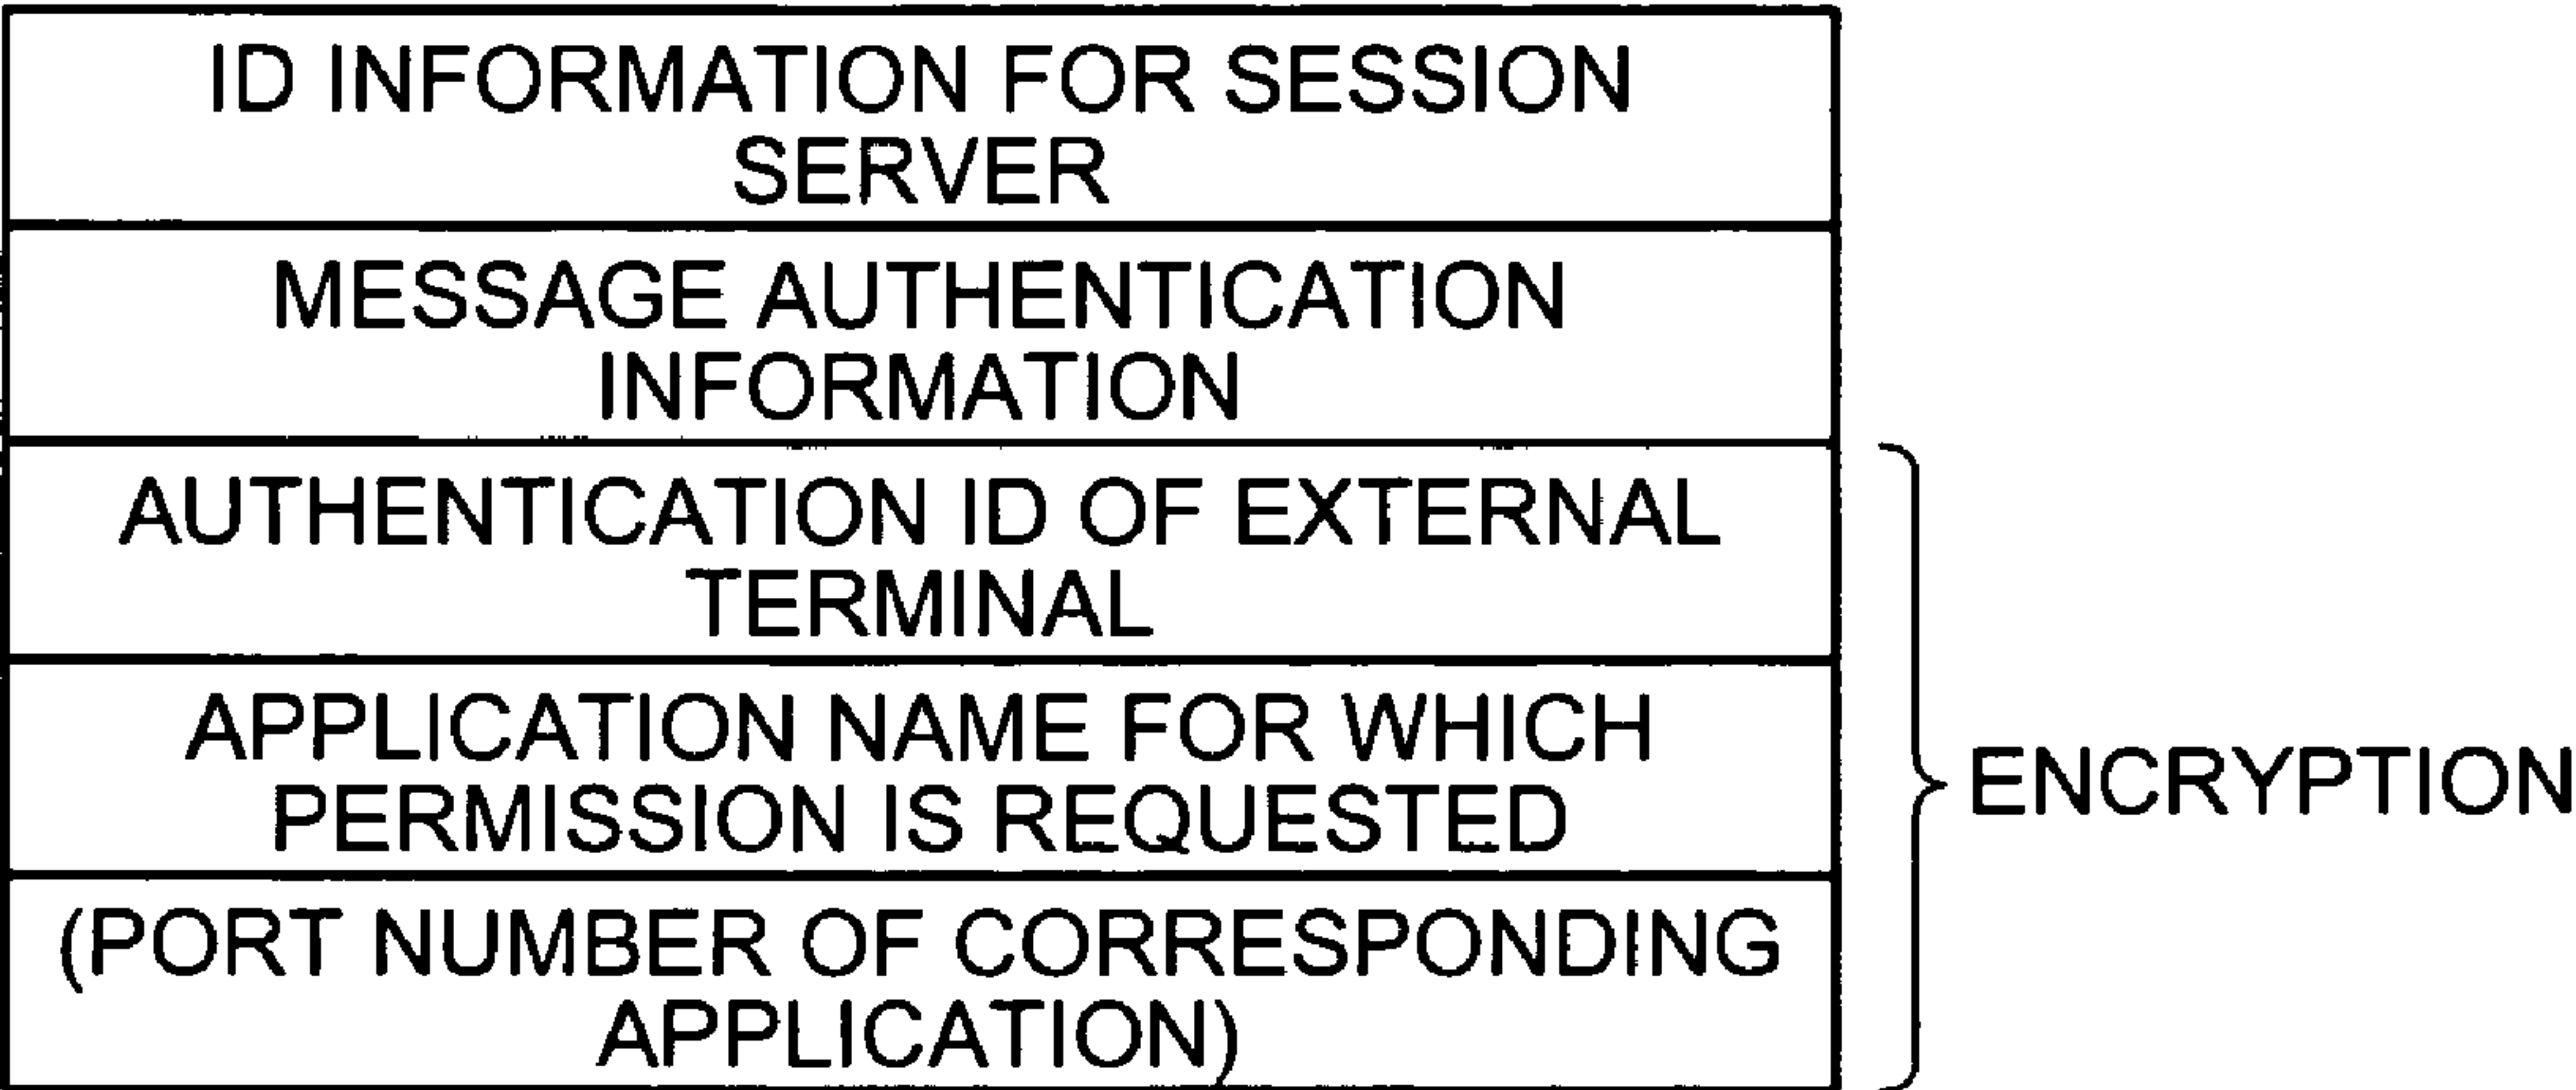 ID INFORMATION FOR SESSION
SERVER
MESSAGE AUTHENTICATION
INFORMATION
AUTHENTICATION ID OF EXTERNAL
TERMINAL
APPLICATION NAME FOR WHICH
PERMISSION IS REQUESTED
(PORT NUMBER OF CORRESPONDING
APPLICATION)
ENCRYPTION